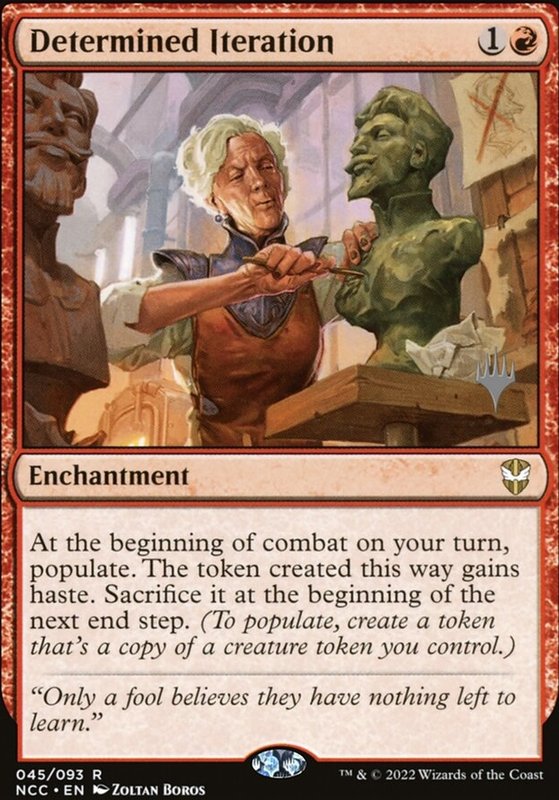 Determined Iteration 1
Enchantment
At the beginning of combat on your turn,
populate. The token created this way gains
haste. Sacrifice it at the beginning of the
next end step. (To populate, create a token
that's a copy of a creature token you control.)
“Only a fool believes they have nothing left to
learn.”
045/093 R
NCC • EN Zoltan Boros
™ & © 2022 Wizards of the Coast